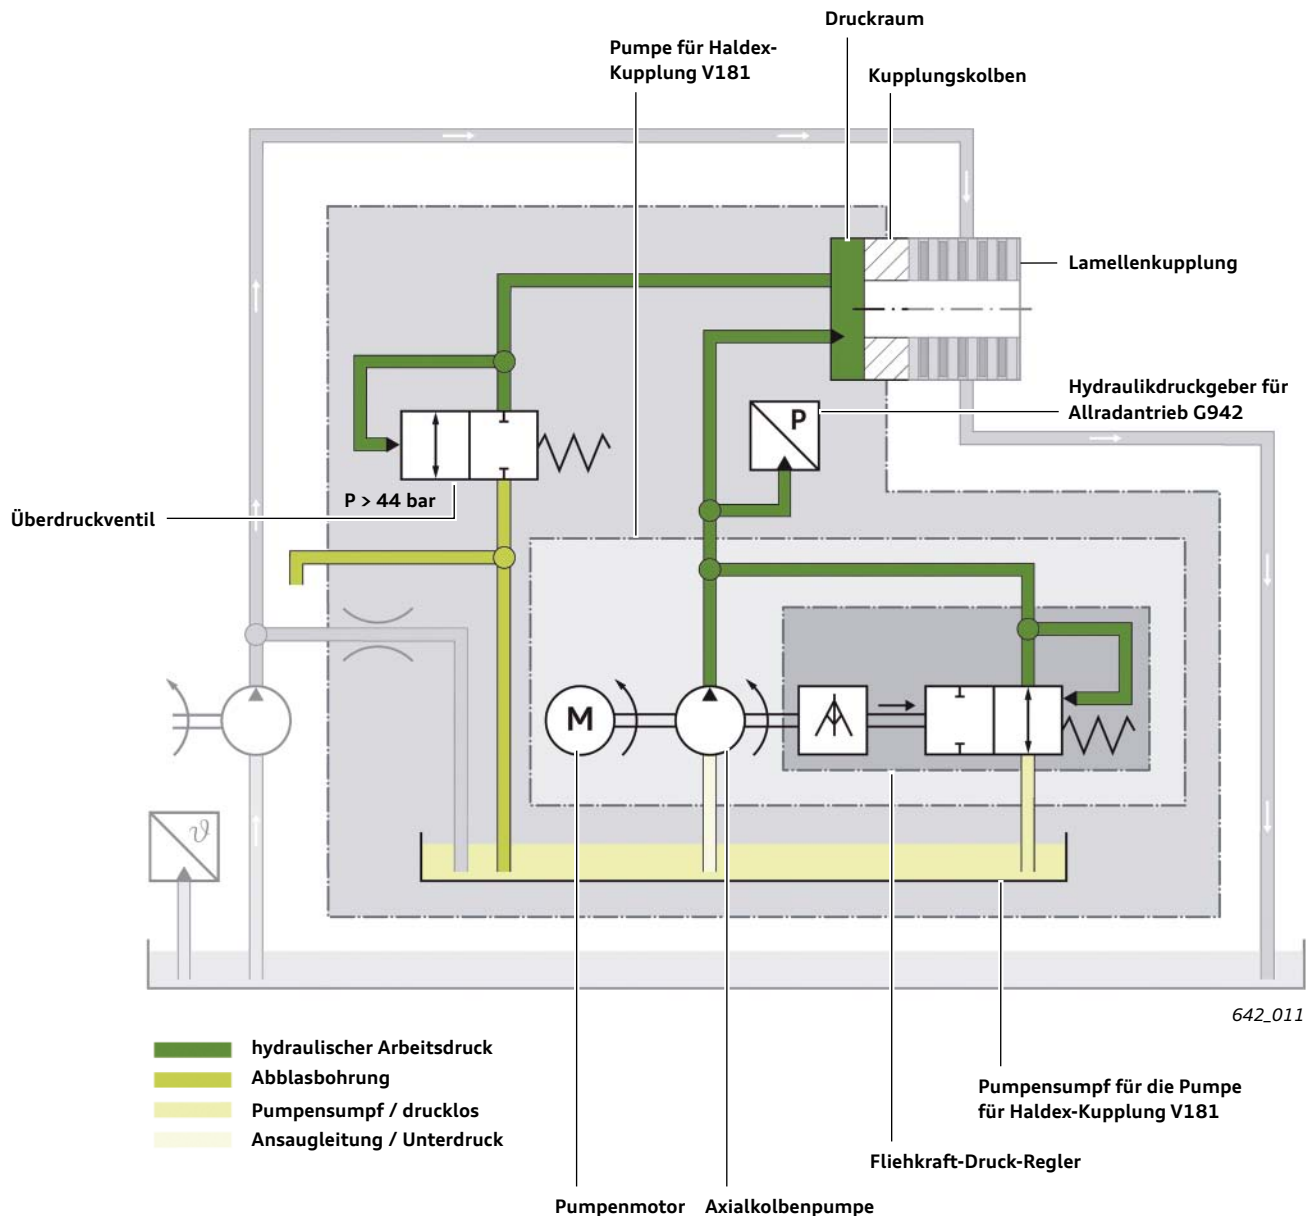 Druckraum
Pumpe für Haldex-
Kupplung V181
Kupplungskolben
Lamellenkupplung
Hydraulikdruckgeber für
Allradantrieb G942
P
P > 44 bar
Überdruckventil
M
ϑ
642_011
hydraulischer Arbeitsdruck
Abblasbohrung
Pumpensumpf / drucklos
Ansaugleitung / Unterdruck
Pumpensumpf für die Pumpe
für Haldex-Kupplung V181
Fliehkraft-Druck-Regler
Pumpenmotor
Axialkolbenpumpe